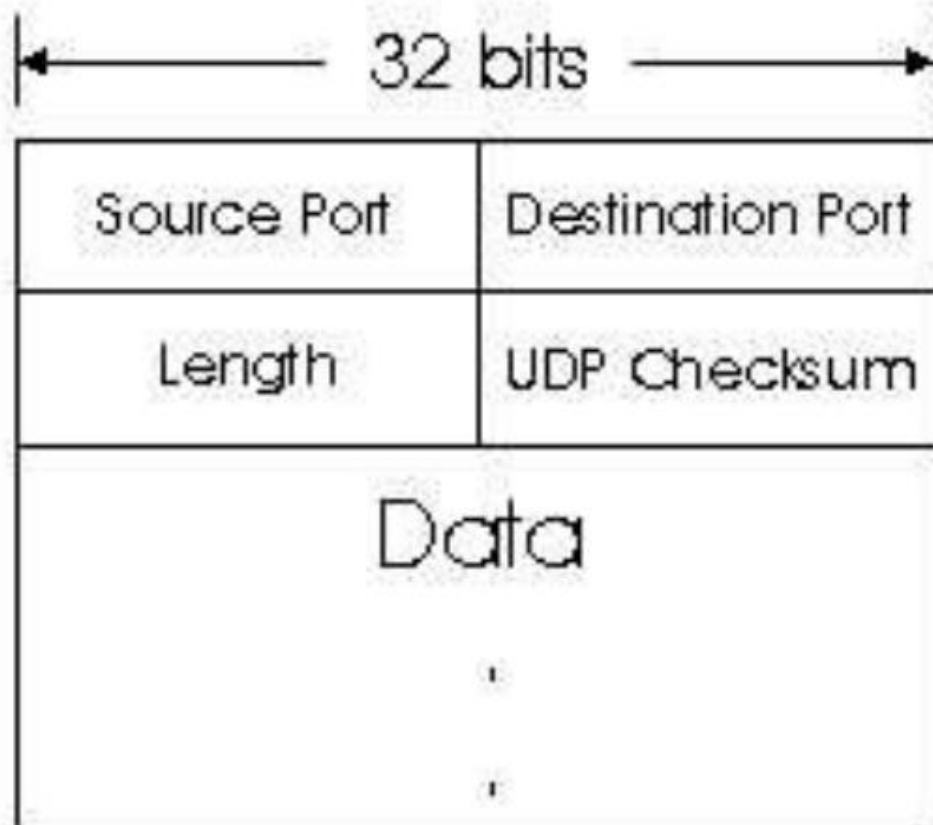 32 bits
Source Port Destination Port
Length UDP Checksum
Data